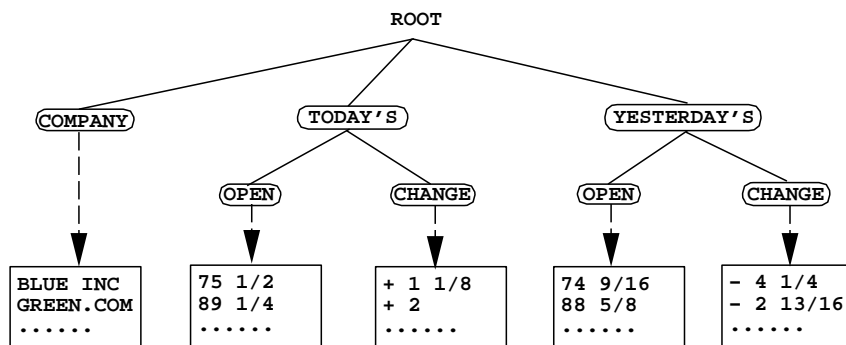 ROOT
COMPANY
TODAY'S
YESTERDAY'S
OPEN
CHANGE
OPEN
CHANGE
BLUE INC
GREEN.COM
......
75 1/2
89 1/4
......
+ 1 1/8
+ 2
......
74 9/16
88 5/8
......
- 4 1/4
- 2 13/16
......